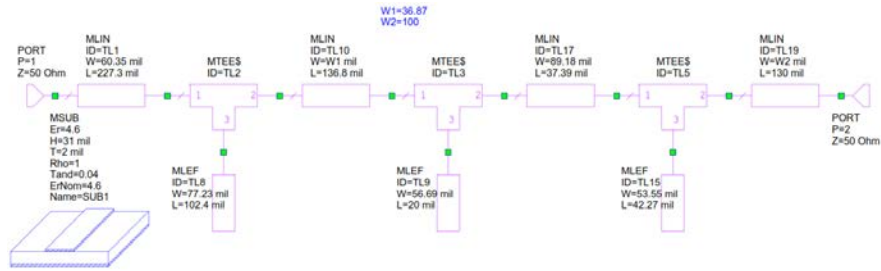 W1=36.87
W2=100
PORT
P=1
Z=50 Ohm
MLIN
ID=TL1
W=60.35 mil
L=227.3 mil
MTEE$
ID=TL2
MLIN
ID=TL10
W=W1 mil
L=136.8 mil
MTEE$
ID=TL3
MLIN
ID=TL17
W=89.18 mil
L=37.39 mil
MTEE$
ID=TL5
MLIN
ID=TL19
W=W2 mil
L=130 mil
1 2
3
1 2
3
1 2
3
PORT
P=2
Z=50 Ohm
MSUB
Er=4.6
H=31 mil
T=2 mil
Rho=1
Tand=0.04
ErNom=4.6
Name=SUB1
MLEF
ID=TL8
W=77.23 mil
L=102.4 mil
MLEF
ID=TL9
W=56.69 mil
L=20 mil
MLEF
ID=TL15
W=53.55 mil
L=42.27 mil